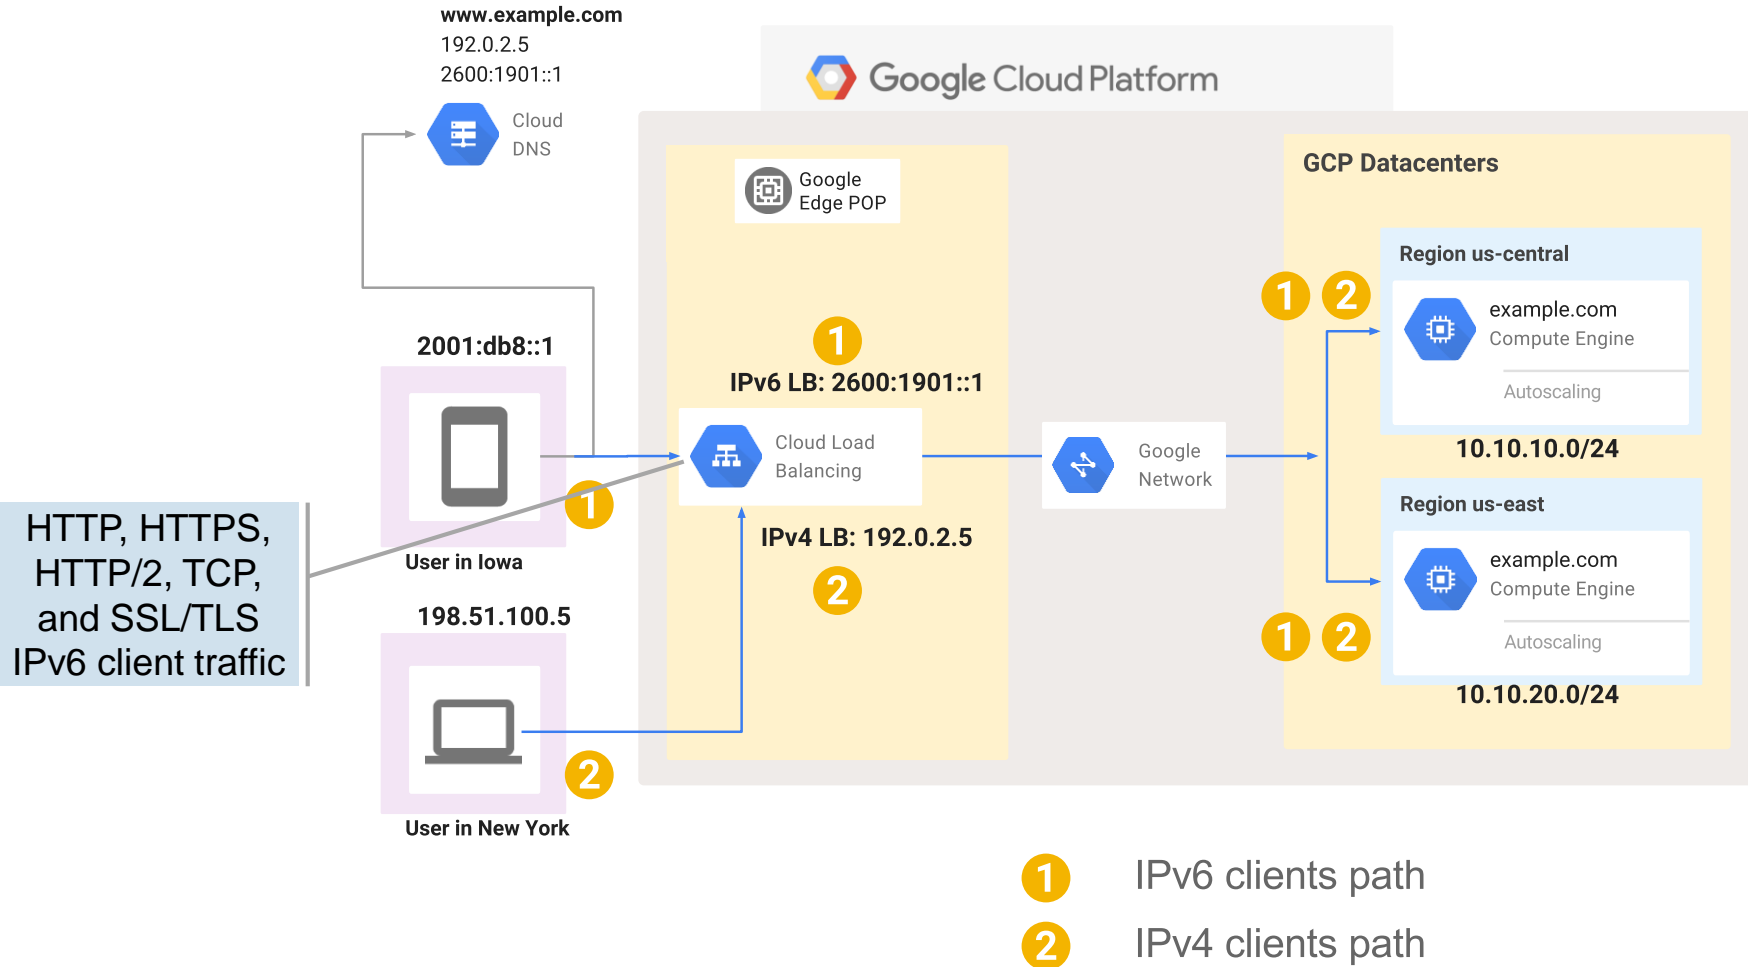 www.example.com
192.0.2.5
2600:1901::1
Cloud
DNS
Google Cloud Platform
Google
Edge POP
GCP Datacenters
Region us-central
1 2
example.com
Compute Engine
Autoscaling
10.10.10.0/24
2001:db8::1
1
IPv6 LB: 2600:1901::1
Cloud Load
Balancing
Google
Network
1
User in Iowa
HTTP, HTTPS,
HTTP/2, TCP,
and SSL/TLS
IPv6 client traffic
IPv4 LB: 192.0.2.5
2
Region us-east
example.com
Compute Engine
Autoscaling
1 2
10.10.20.0/24
198.51.100.5
2
User in New York
1 IPv6 clients path
2 IPv4 clients path